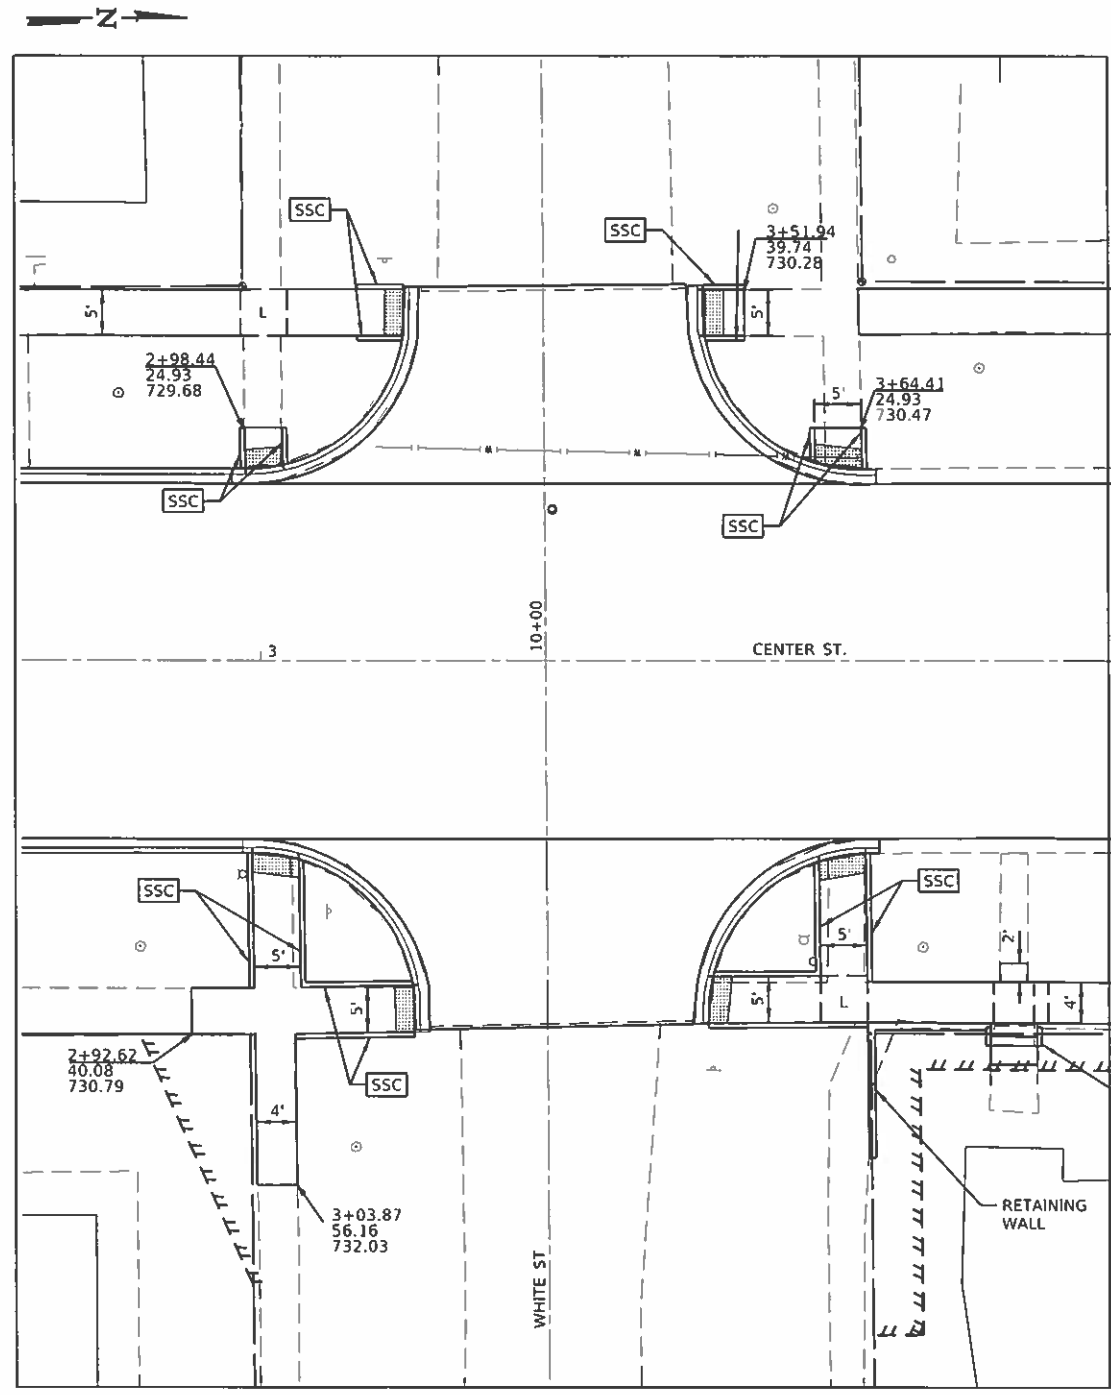 N
SSC
SSC
3+51.94
39.74
730.28
5'
L
5'
2+98.44
24.93
729.68
5'
3+64.41
24.93
730.47
W
W
W
SSC
SSC
10+00
3
CENTER ST.
SSC
SSC
5'
5'
2'
5'
5'
L
4'
2+92.62
40.08
730.79
SSC
4'
3+03.87
56.16
732.03
RETAINING
WALL
WHITE ST